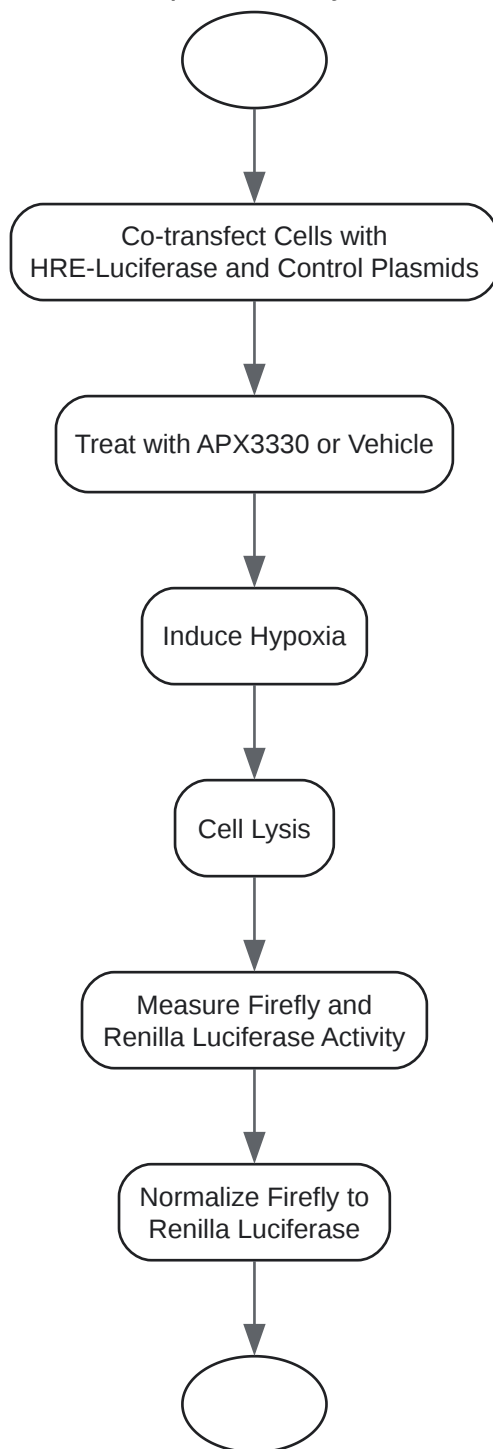 Co-transfect Cells with
HRE-Luciferase and Control Plasmids
Treat with APX3330 or Vehicle
Induce Hypoxia
Cell Lysis
Measure Firefly and
Renilla Luciferase Activity
Normalize Firefly to
Renilla Luciferase